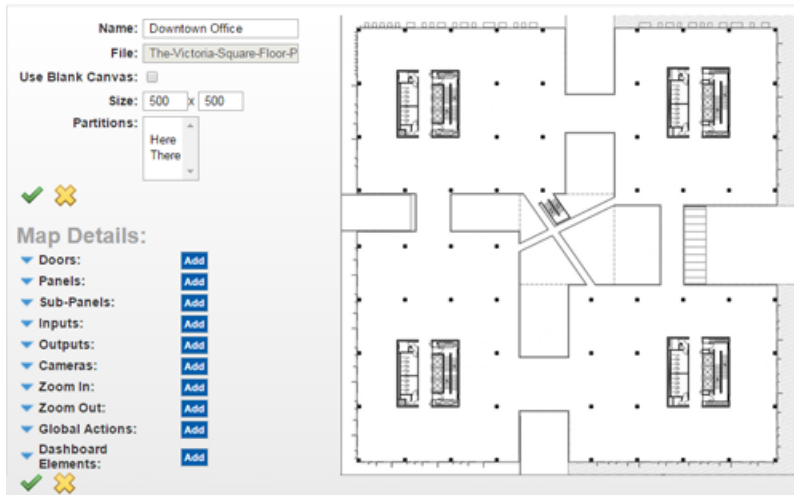 Name: Downtown Office
File: The-Victoria-Square-Floor-P
Use Blank Canvas:
Size: 500 x 500
Partitions:
Here
There
Map Details:
Doors: Add
Panels: Add
Sub-Panels: Add
Inputs: Add
Outputs: Add
Cameras: Add
Zoom In: Add
Zoom Out: Add
Global Actions: Add
Dashboard
Elements: Add